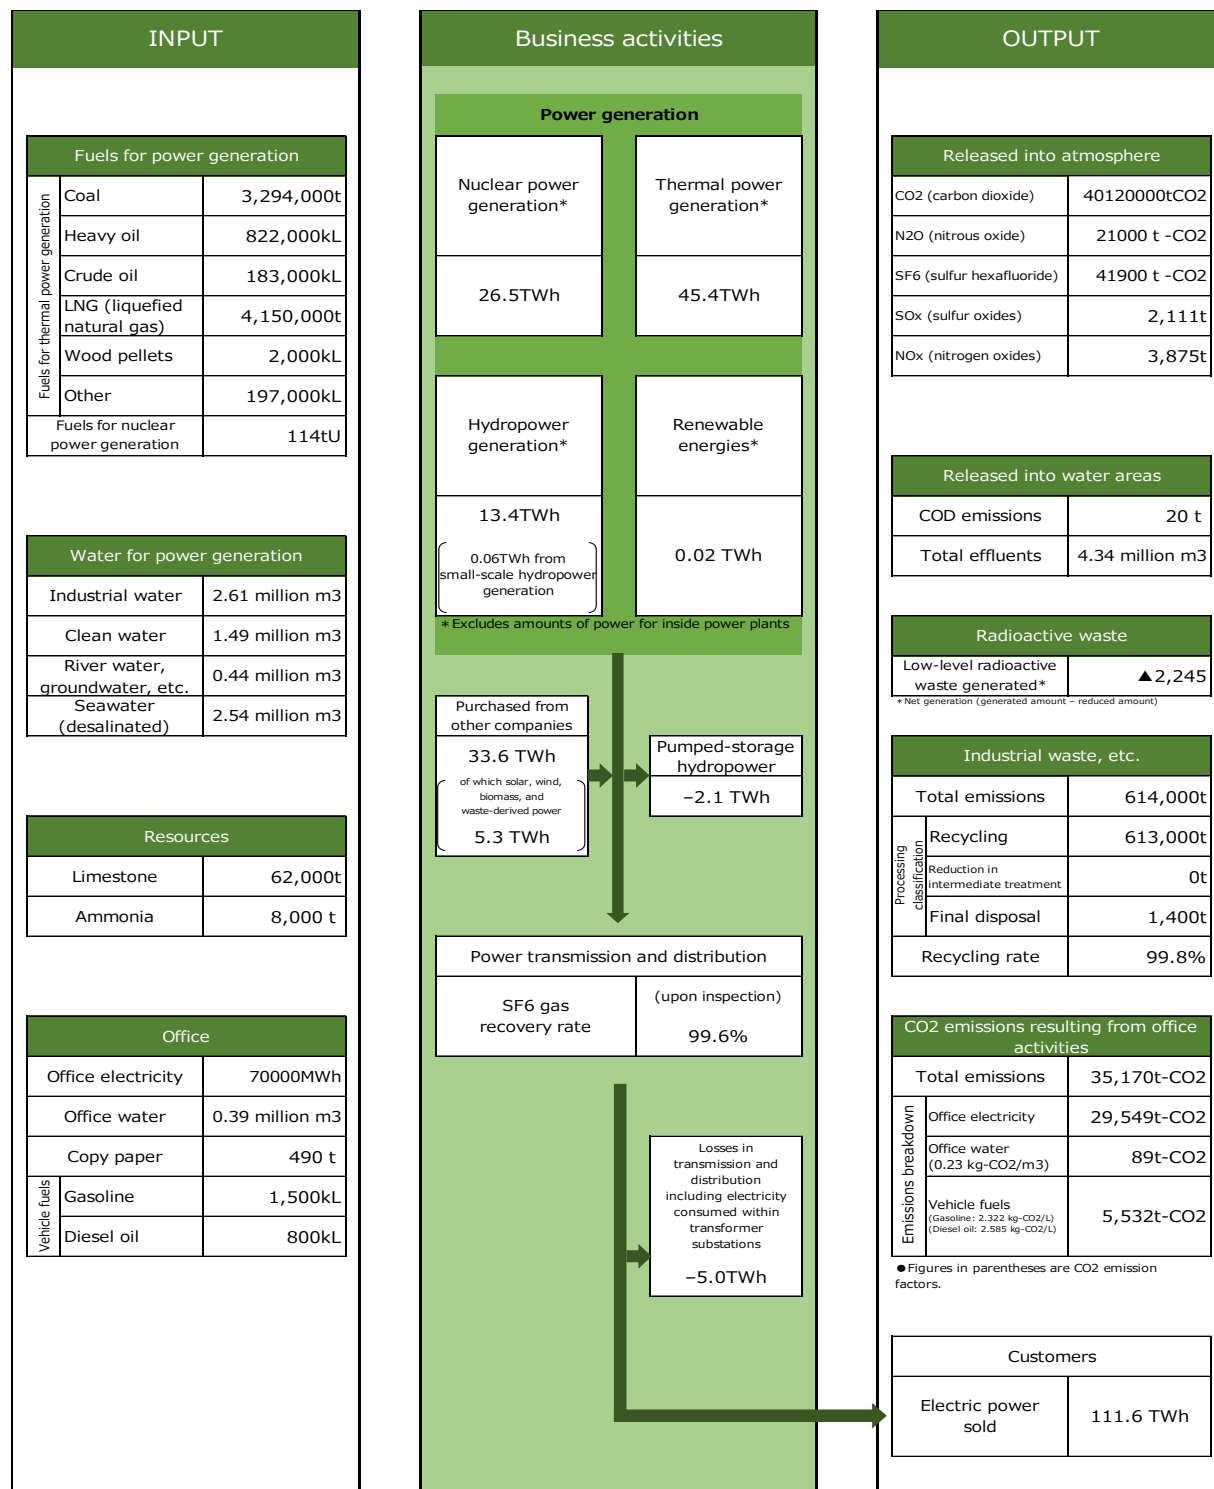 INPUT
Fuels for power generation
Fuels for thermal power generation
Coal 3,294,000t
Heavy oil 822,000kL
Crude oil 183,000kL
LNG (liquefied
natural gas) 4,150,000t
Wood pellets 2,000kL
Other 197,000kL
Fuels for nuclear
power generation 114tU
Water for power generation
Industrial water 2.61 million m3
Clean water 1.49 million m3
River water,
groundwater, etc. 0.44 million m3
Seawater
(desalinated) 2.54 million m3
Resources
Limestone 62,000t
Ammonia 8,000 t
Office
Office electricity 70000MWh
Office water 0.39 million m3
Copy paper 490 t
Vehicle fuels
Gasoline 1,500kL
Diesel oil 800kL
Business activities
Power generation
Nuclear power
generation*
26.5TWh
Thermal power
generation*
45.4TWh
Hydropower
generation*
13.4TWh
0.06TWh from
small-scale hydropower
generation
Renewable
energies*
0.02 TWh
*Excludes amounts of power for inside power plants
Purchased from
other companies
33.6 TWh
of which solar, wind,
biomass, and
waste-derived power
5.3 TWh
Pumped-storage
hydropower
–2.1 TWh
Power transmission and distribution
SF6 gas
recovery rate
(upon inspection)
99.6%
Losses in
transmission and
distribution
including electricity
consumed within
transformer
substations
–5.0TWh
OUTPUT
Released into atmosphere
CO2 (carbon dioxide) 40120000tCO2
N2O (nitrous oxide) 21000 t -CO2
SF6 (sulfur hexafluoride) 41900 t -CO2
SOx (sulfur oxides) 2,111t
NOx (nitrogen oxides) 3,875t
Released into water areas
COD emissions 20 t
Total effluents 4.34 million m3
Radioactive waste
Low-level radioactive
waste generated* ▲2,245
*Net generation (generated amount – reduced amount)
Industrial waste, etc.
Total emissions 614,000t
Processing
classification
Recycling 613,000t
Reduction in
intermediate treatment 0t
Final disposal 1,400t
Recycling rate 99.8%
CO2 emissions resulting from office
activities
Total emissions 35,170t-CO2
Emissions breakdown
Office electricity 29,549t-CO2
Office water
(0.23 kg-CO2/m3) 89t-CO2
Vehicle fuels
(Gasoline: 2.322 kg-CO2/L)
(Diesel oil: 2.585 kg-CO2/L) 5,532t-CO2
●Figures in parentheses are CO2 emission
factors.
Customers
Electric power
sold 111.6 TWh